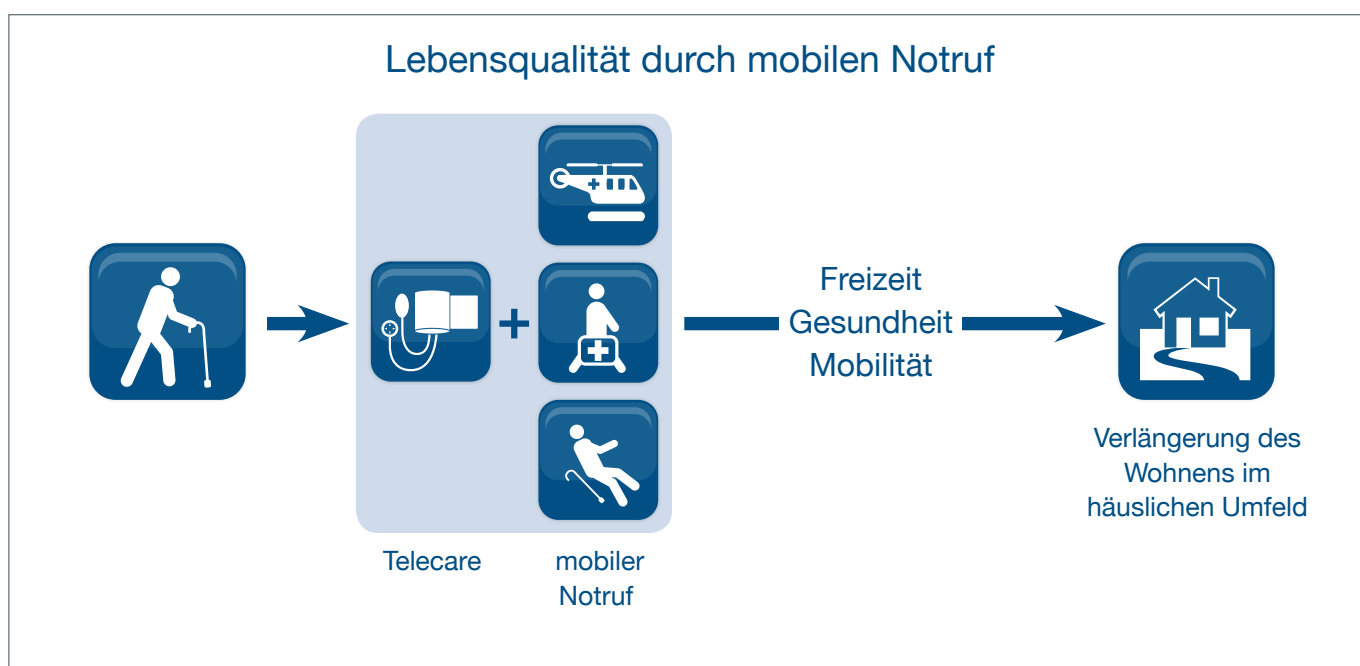 Lebensqualität durch mobilen Notruf
Freizeit
Gesundheit
Mobilität
Telecare
mobiler
Notruf
Verlängerung des
Wohnens im
häuslichen Umfeld